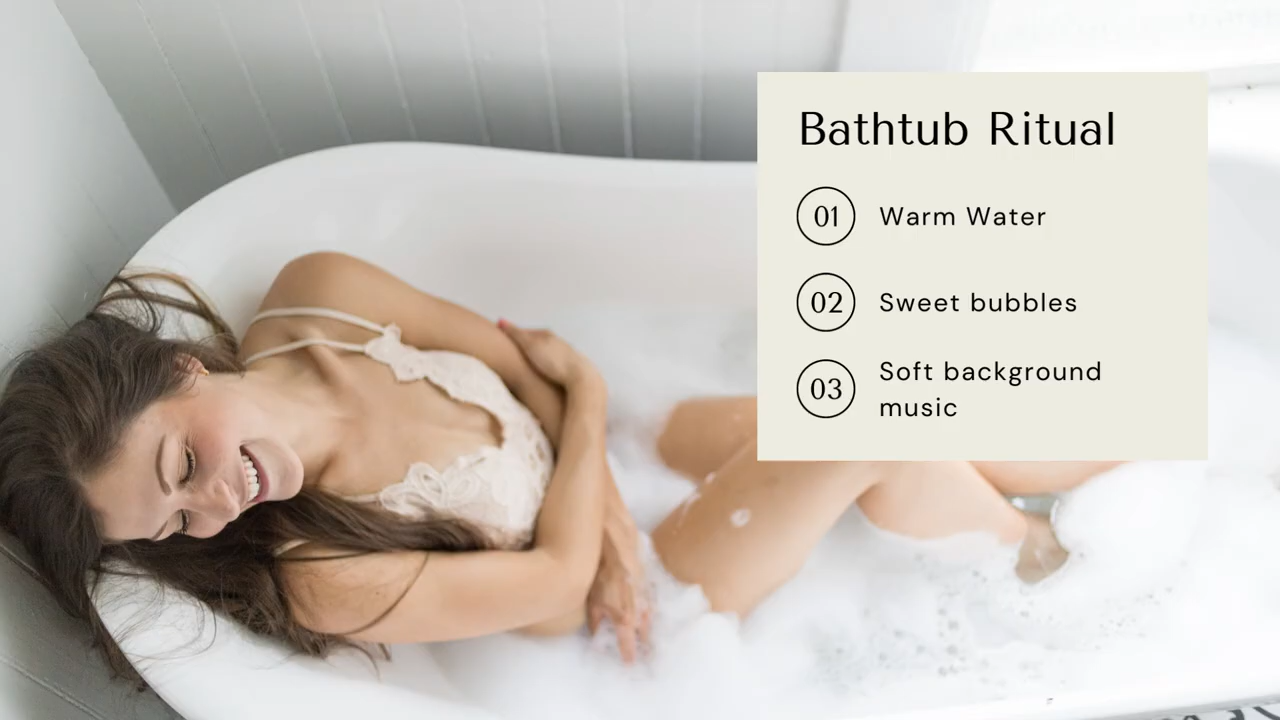 Bathtub Ritual
01 Warm Water
02 Sweet bubbles
03 Soft background
music